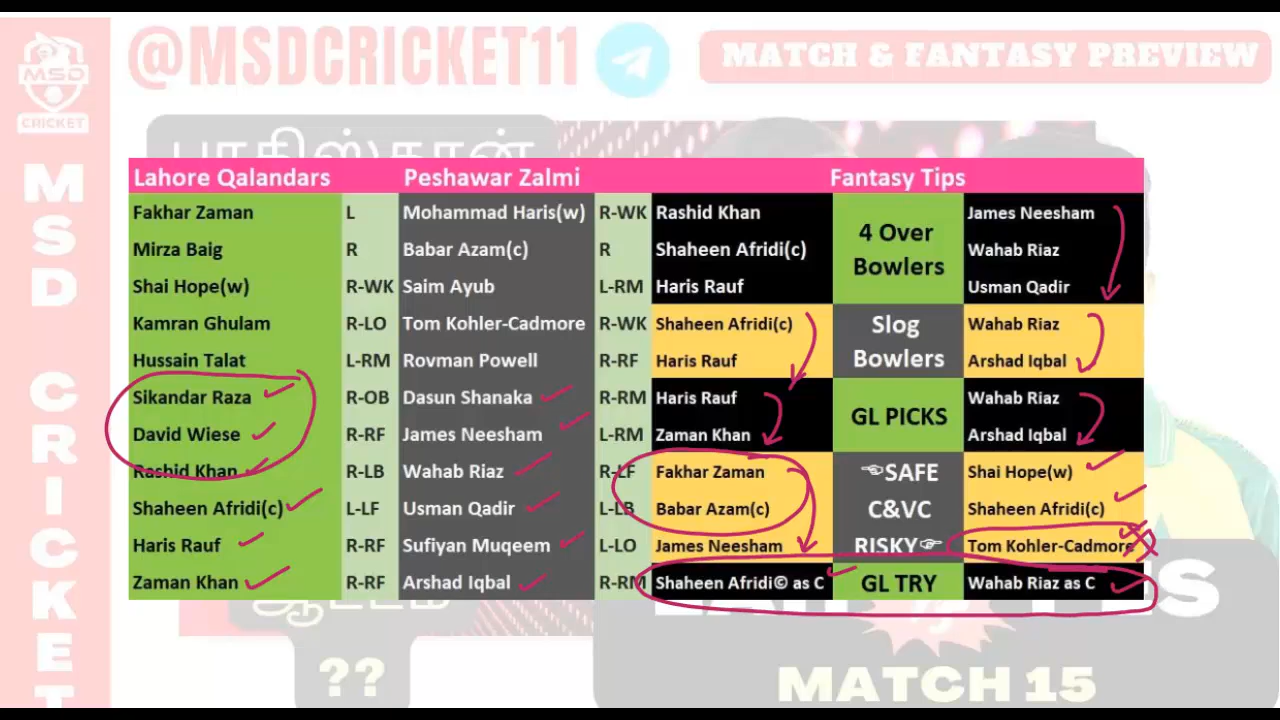 @MSDCRICKET11
MATCH & FANTASY PREVIEW
MSD
CRICKET
MSD CRICKET
பாகிஸ்தான்
Lahore Qalandars Peshawar Zalmi Fantasy Tips
Fakhar Zaman L Mohammad Haris(w) R-WK Rashid Khan 4 Over Bowlers James Neesham
Mirza Baig R Babar Azam(c) R Shaheen Afridi(c) Wahab Riaz
Shai Hope(w) R-WK Saim Ayub L-RM Haris Rauf Usman Qadir
Kamran Ghulam R-LO Tom Kohler-Cadmore R-WK Shaheen Afridi(c) Slog Bowlers Wahab Riaz
Hussain Talat L-RM Rovman Powell R-RF Haris Rauf Arshad Iqbal
Sikandar Raza R-OB Dasun Shanaka R-RM Haris Rauf GL PICKS Wahab Riaz
David Wiese R-RF James Neesham L-RM Zaman Khan Arshad Iqbal
Rashid Khan R-LB Wahab Riaz R-LF Fakhar Zaman ☜SAFE Shai Hope(w)
Shaheen Afridi(c) L-LF Usman Qadir L-LB Babar Azam(c) C&VC Shaheen Afridi(c)
Haris Rauf R-RF Sufiyan Muqeem L-LO James Neesham RISKY☞ Tom Kohler-Cadmore
Zaman Khan R-RF Arshad Iqbal R-RM Shaheen Afridi© as C GL TRY Wahab Riaz as C
??
MATCH 15